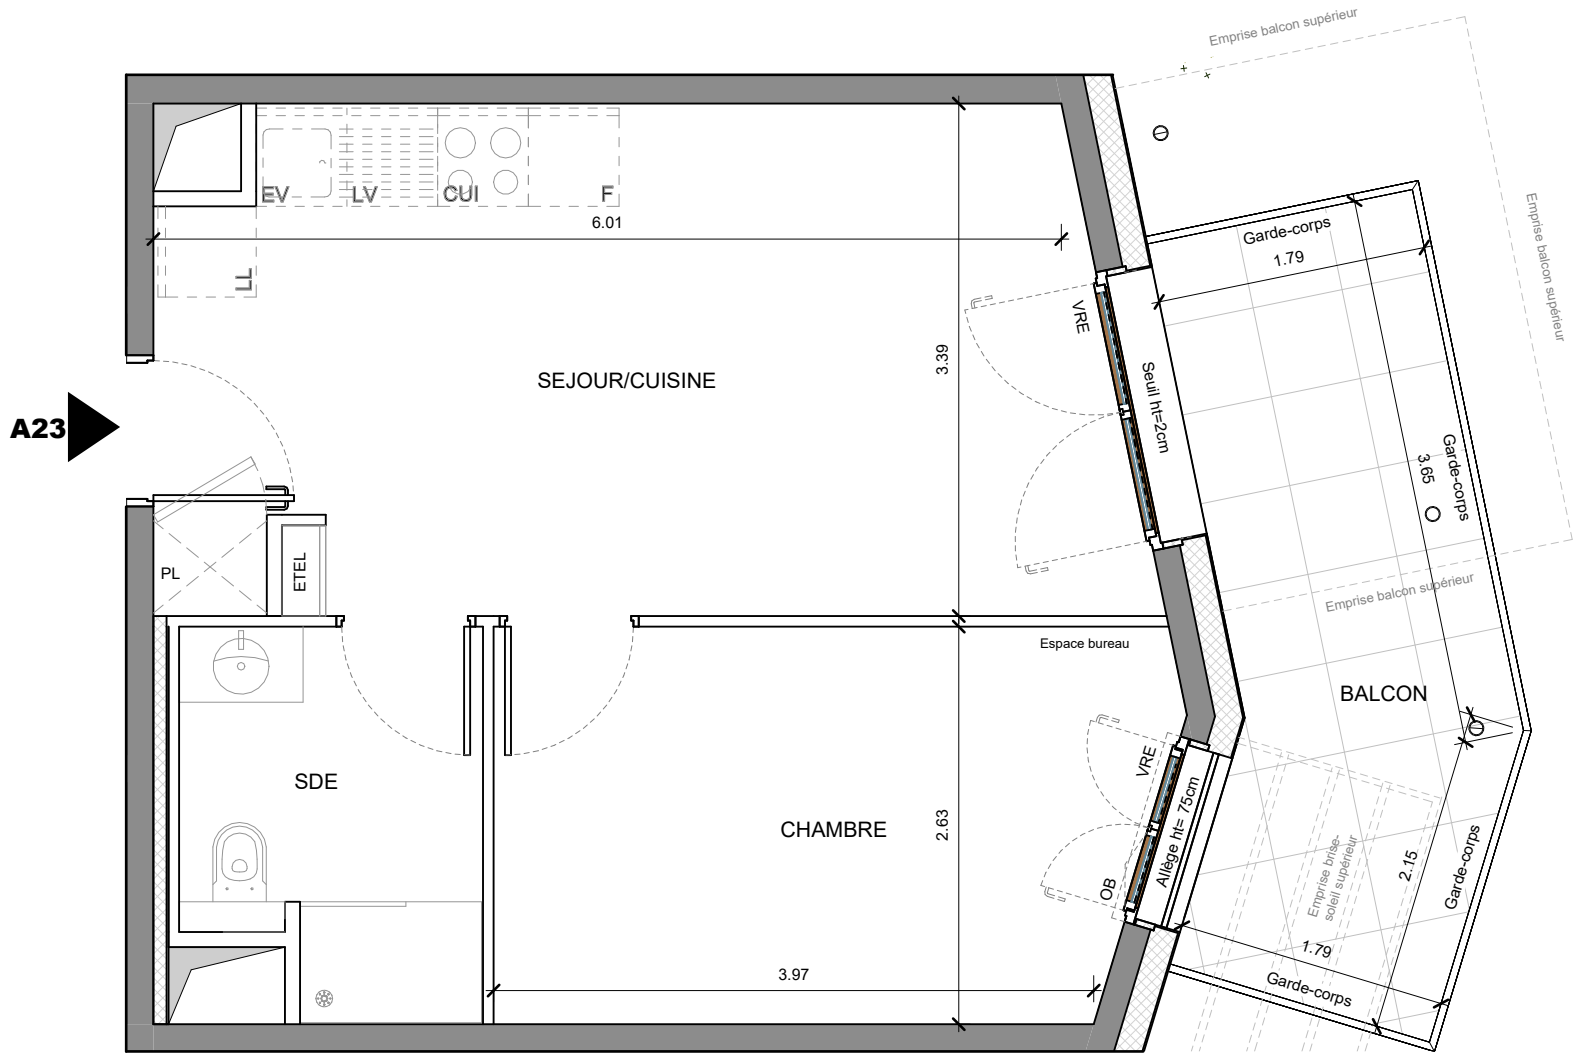 Emprise balcon supérieur
Emprise balcon supérieur
EV
LV
CUI
F
6.01
LL
Garde-corps
1.79
VRE
3.39
SEJOUR/CUISINE
Seuil ht=2cm
A23
Garde-corps
3.65
PL
ETEL
Emprise balcon supérieur
Espace bureau
BALCON
SDE
VRE
CHAMBRE
2.63
Allège ht= 75cm
OB
Emprise brise-
soleil supérieur
2.15
Garde-corps
3.97
1.79
Garde-corps